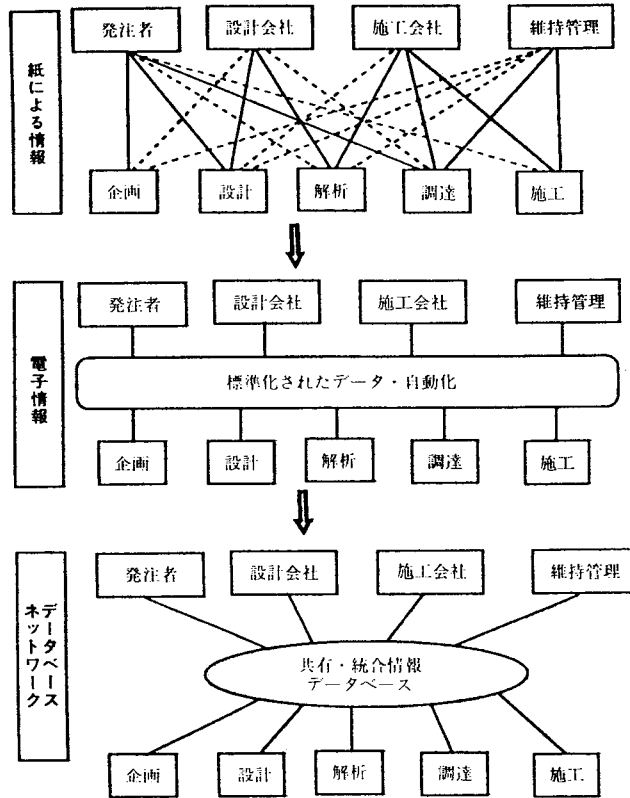 紙による情報
発注者
設計会社
施工会社
維持管理
企画
設計
解析
調達
施工
電子情報
発注者
設計会社
施工会社
維持管理
標準化されたデータ・自動化
企画
設計
解析
調達
施工
データベース
ネットワーク
発注者
設計会社
施工会社
維持管理
共有・統合情報
データベース
企画
設計
解析
調達
施工